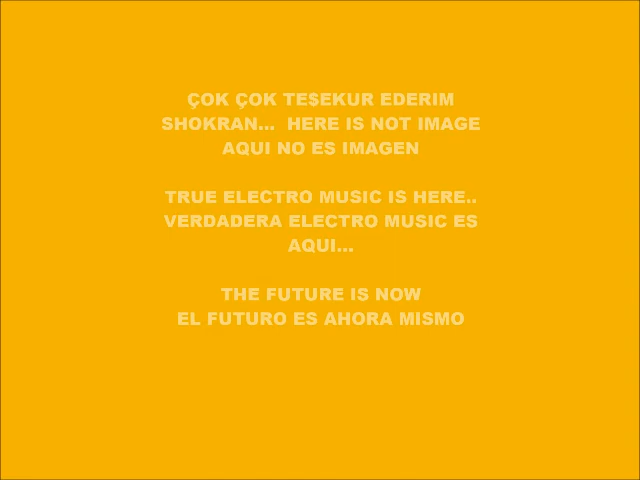 ÇOK ÇOK TE$EKUR EDERIM
SHOKRAN... HERE IS NOT IMAGE
AQUI NO ES IMAGEN
TRUE ELECTRO MUSIC IS HERE..
VERDADERA ELECTRO MUSIC ES
AQUI...
THE FUTURE IS NOW
EL FUTURO ES AHORA MISMO